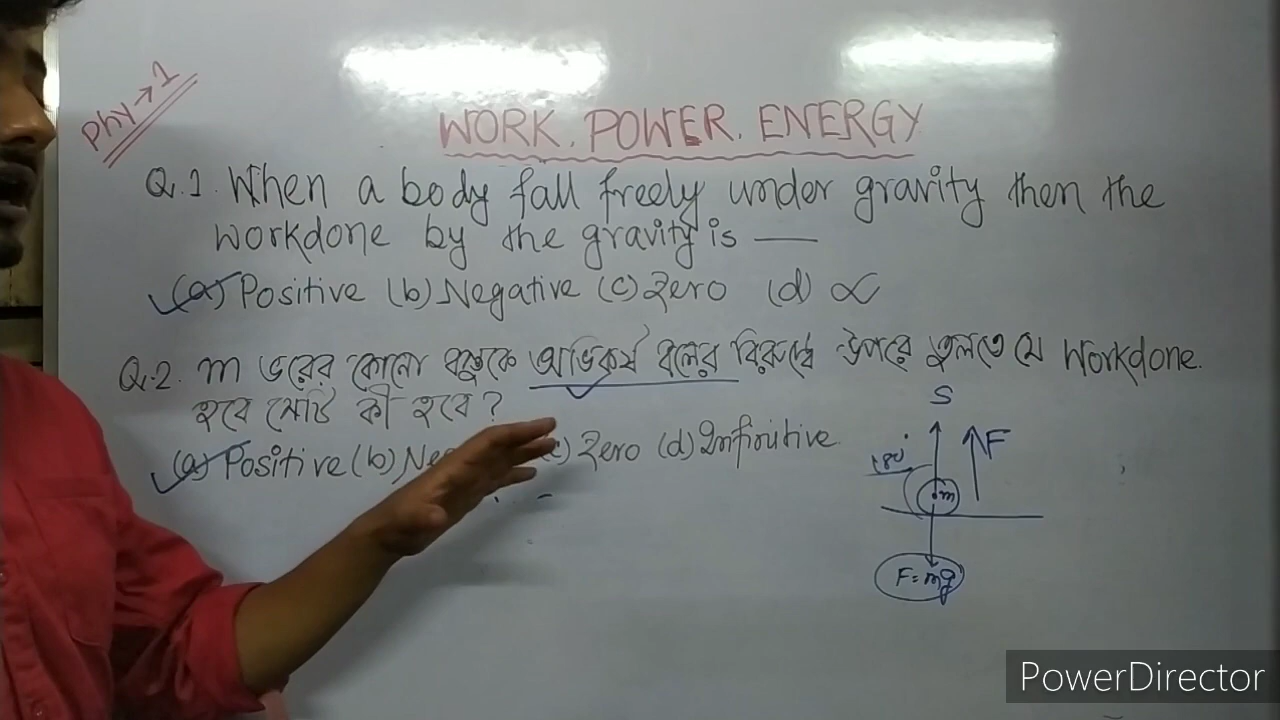 Phy→1
WORK, POWER, ENERGY
Q.1. When a body fall freely under gravity then the
workdone by the gravity is —
(a) Positive (b) Negative (c) Zero (d) ∝
Q.2. m ভরের কোনো বস্তুকে অভিকর্ষ বলের বিরুদ্ধে উপরে তুলতে যে Workdone.
হবে সেটি কী হবে?
(a) Positive (b) Ne (c) Zero (d) Infinitive
S
F
180°
m
F=mg
PowerDirector